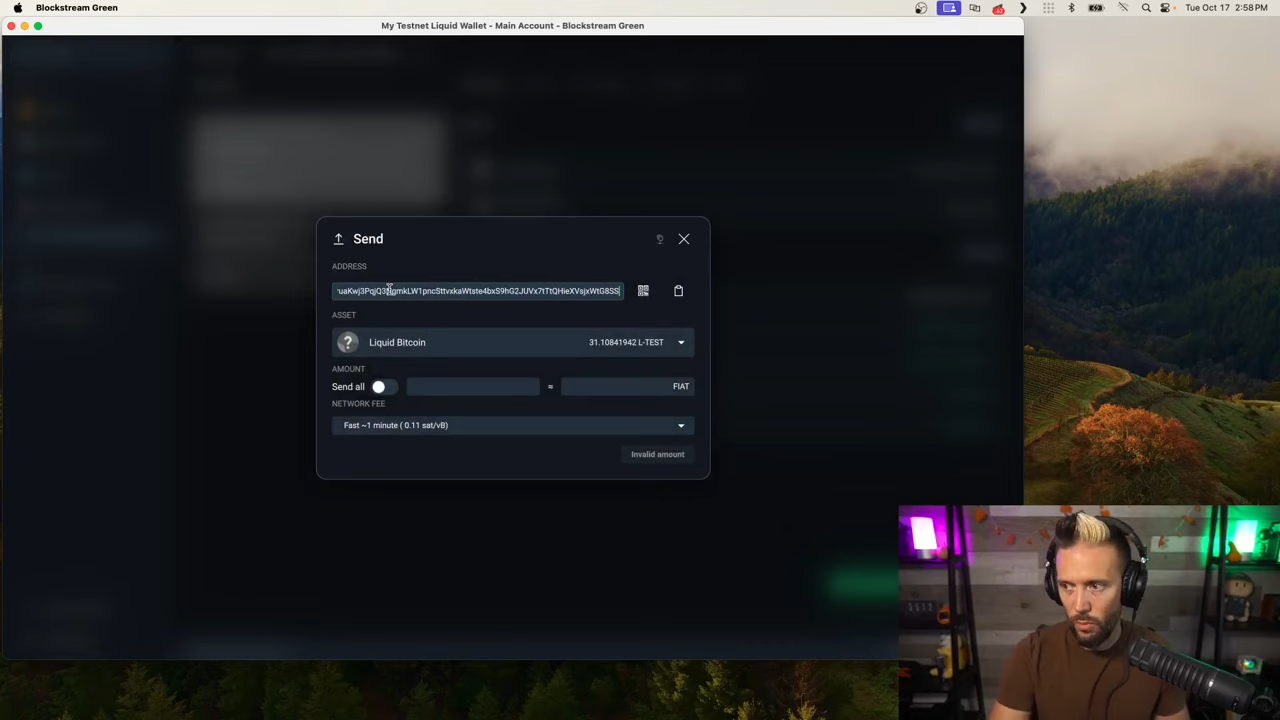 Blockstream Green
Tue Oct 17 2:58 PM
My Testnet Liquid Wallet - Main Account - Blockstream Green
Send
ADDRESS
ASSET
Liquid Bitcoin
31.10841942 L-TEST
AMOUNT
Send all
≈
FIAT
NETWORK FEE
Fast ~1 minute ( 0.11 sat/vB)
Invalid amount